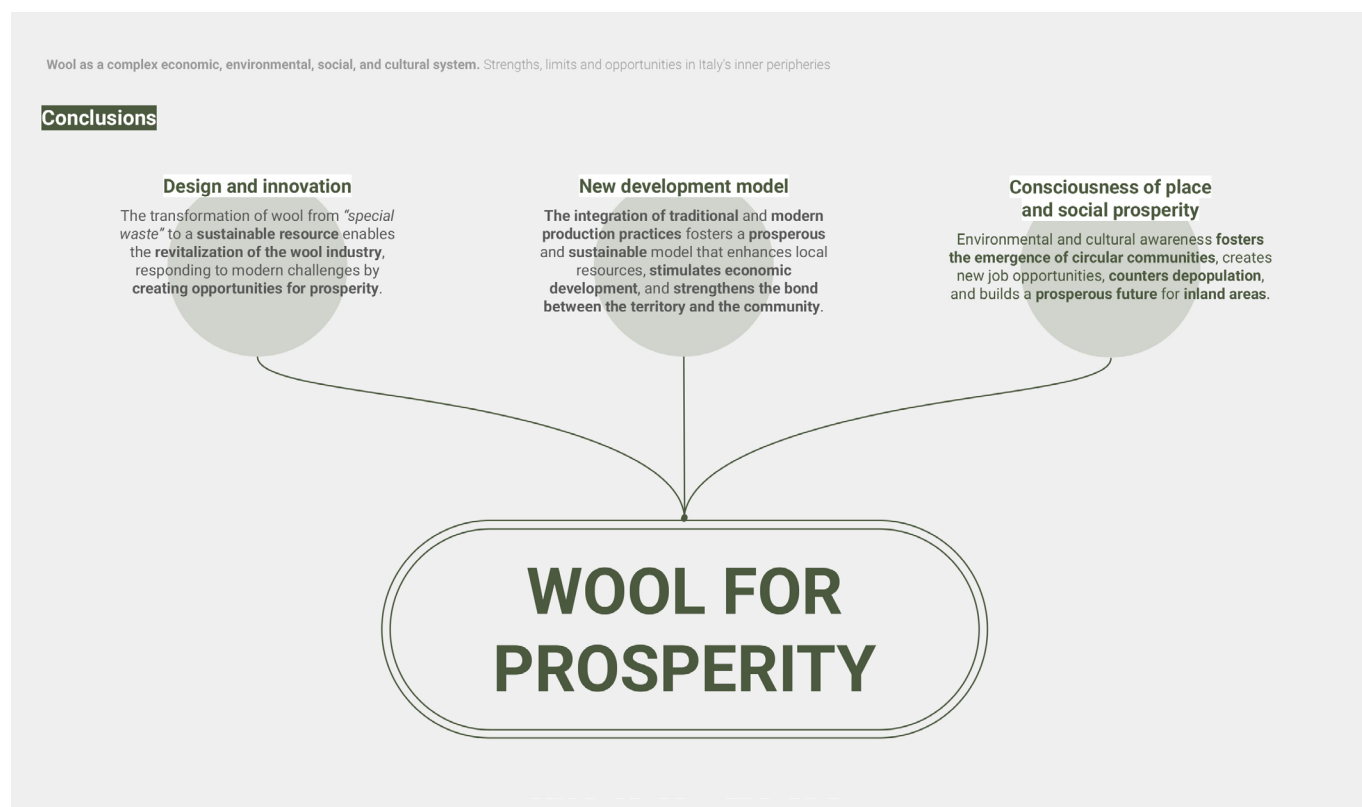 Wool as a complex economic, environmental, social, and cultural system. Strengths, limits and opportunities in Italy's inner peripheries
Conclusions
Design and innovation
The transformation of wool from “special
waste” to a sustainable resource enables
the revitalization of the wool industry,
responding to modern challenges by
creating opportunities for prosperity.
New development model
The integration of traditional and modern
production practices fosters a prosperous
and sustainable model that enhances local
resources, stimulates economic
development, and strengthens the bond
between the territory and the community.
Consciousness of place
and social prosperity
Environmental and cultural awareness fosters
the emergence of circular communities, creates
new job opportunities, counters depopulation,
and builds a prosperous future for inland areas.
WOOL FOR
PROSPERITY